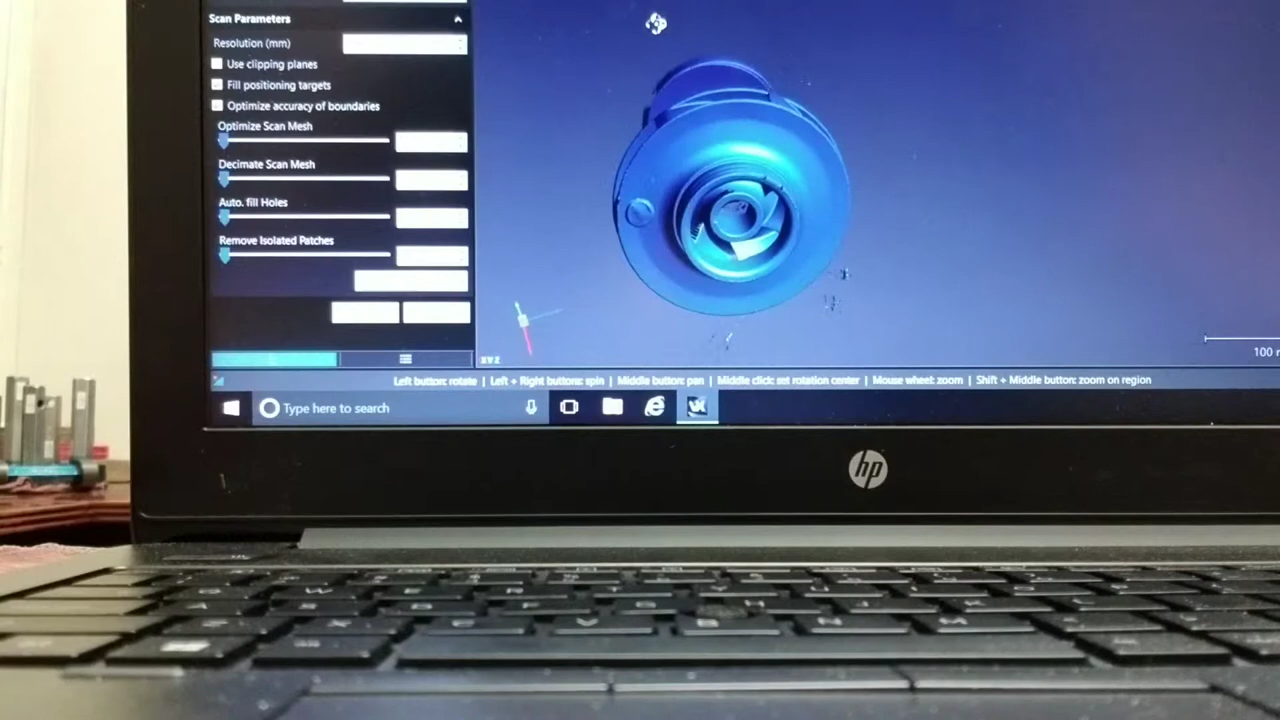 Scan Parameters
Resolution (mm)
Use clipping planes
Fill positioning targets
Optimize accuracy of boundaries
Optimize Scan Mesh
Decimate Scan Mesh
Auto. fill Holes
Remove Isolated Patches
X Y Z
100
Left button: rotate | Left + Right buttons: spin | Middle button: pan | Middle click: set rotation center | Mouse wheel: zoom | Shift + Middle button: zoom on region
Type here to search
VX
hp